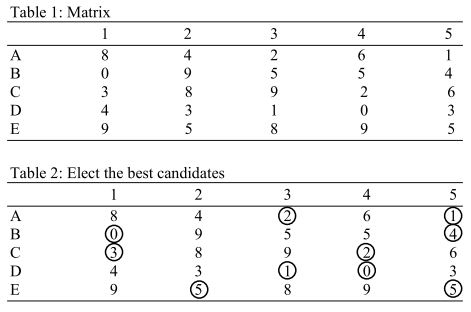 Table 1: Matrix
1 2 3 4 5
A 8 4 2 6 1
B 0 9 5 5 4
C 3 8 9 2 6
D 4 3 1 0 3
E 9 5 8 9 5
Table 2: Elect the best candidates
1 2 3 4 5
A 8 4 2 6 1
B 0 9 5 5 4
C 3 8 9 2 6
D 4 3 1 0 3
E 9 5 8 9 5